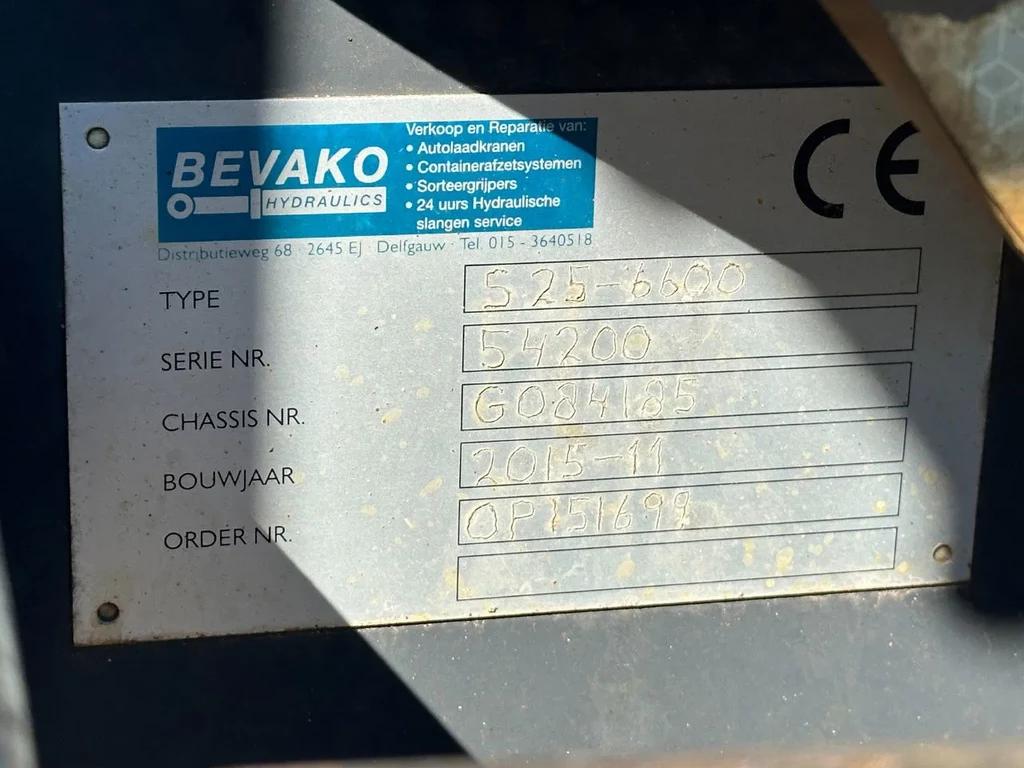 BEVAKO
HYDRAULICS
Verkoop en Reparatie van:
• Autolaadkranen
• Containerafzetsystemen
• Sorteergrijpers
• 24 uurs Hydraulische
slangen service
Distributieweg 68 · 2645 EJ · Delfgauw · Tel. 015 - 3640518
CE
TYPE S25-6600
SERIE NR. 54200
CHASSIS NR. G084185
BOUWJAAR 2015-11
ORDER NR. OP151699